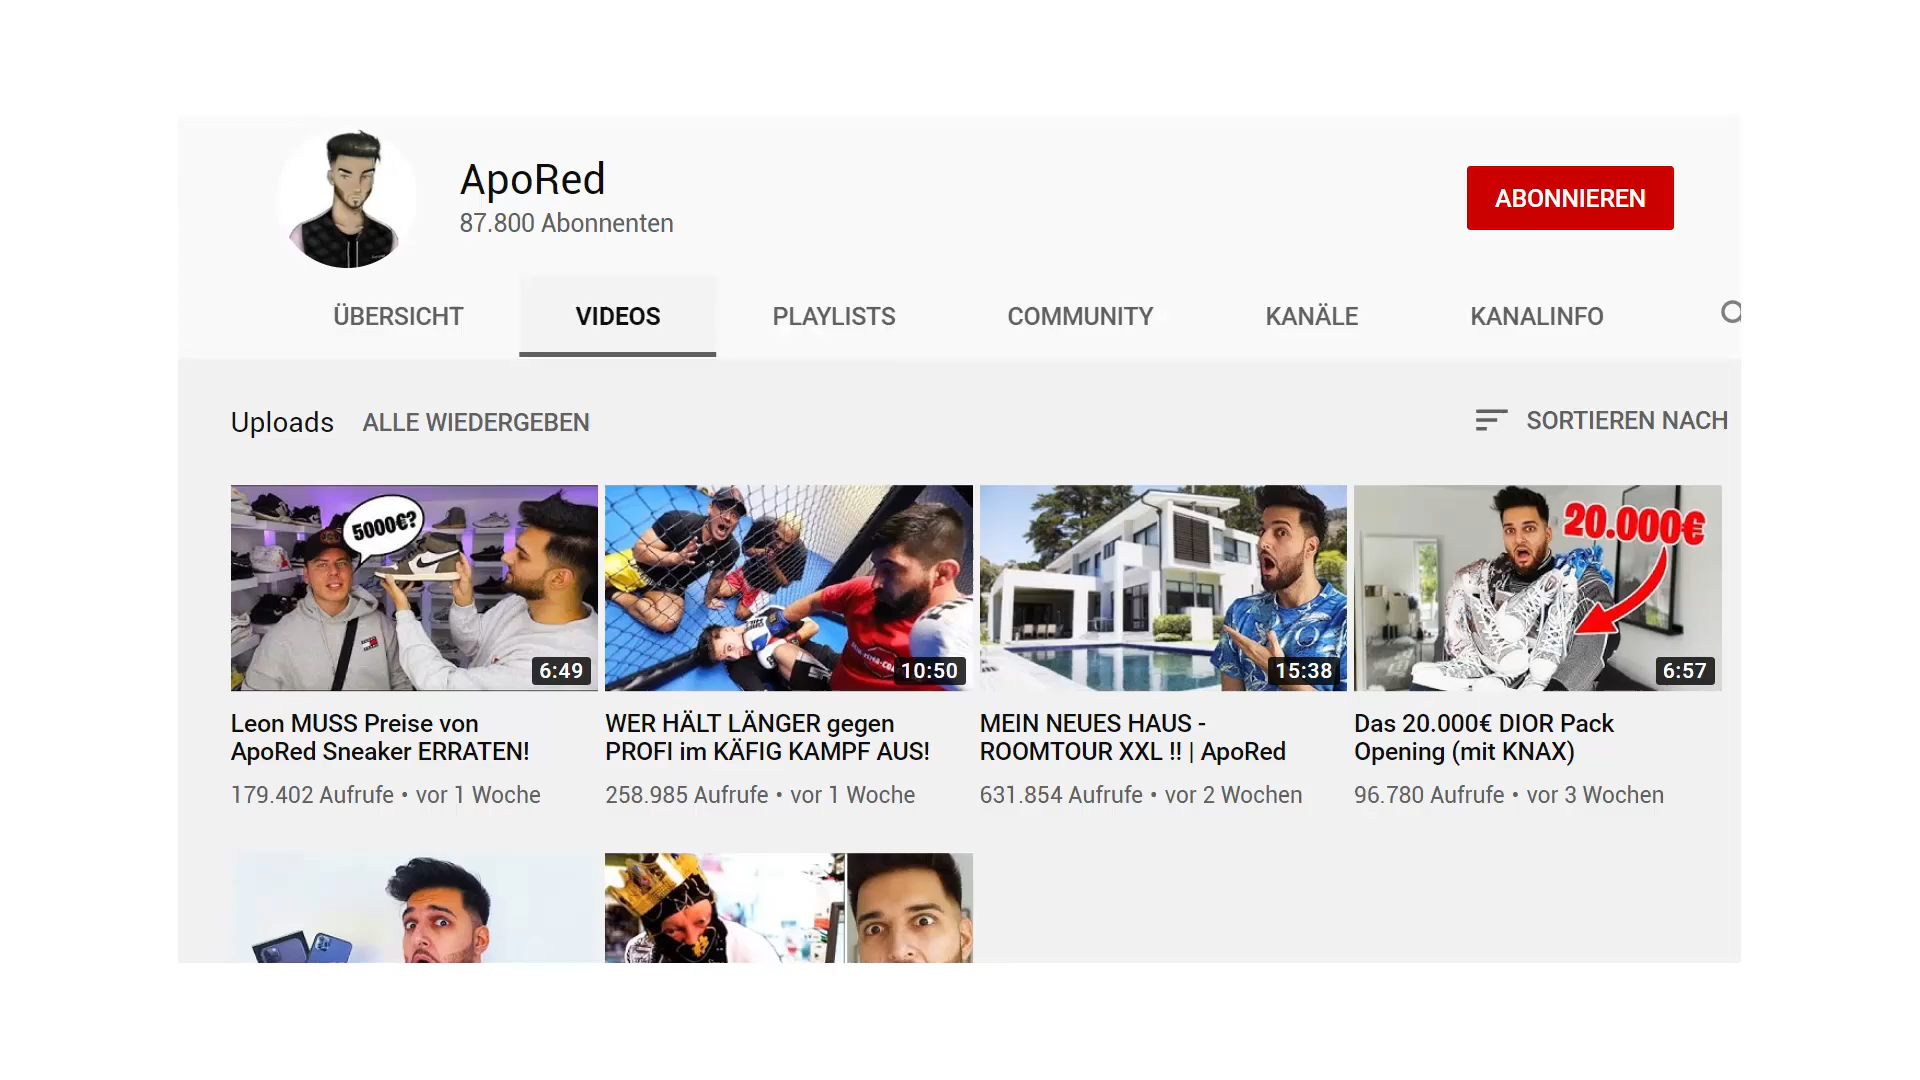 ApoRed
87.800 Abonnenten
ABONNIEREN
ÜBERSICHT
VIDEOS
PLAYLISTS
COMMUNITY
KANÄLE
KANALINFO
Uploads
ALLE WIEDERGEBEN
SORTIEREN NACH
5000€?
6:49
10:50
15:38
20.000€
6:57
Leon MUSS Preise von
ApoRed Sneaker ERRATEN!
179.402 Aufrufe • vor 1 Woche
WER HÄLT LÄNGER gegen
PROFI im KÄFIG KAMPF AUS!
258.985 Aufrufe • vor 1 Woche
MEIN NEUES HAUS -
ROOMTOUR XXL !! | ApoRed
631.854 Aufrufe • vor 2 Wochen
Das 20.000€ DIOR Pack
Opening (mit KNAX)
96.780 Aufrufe • vor 3 Wochen